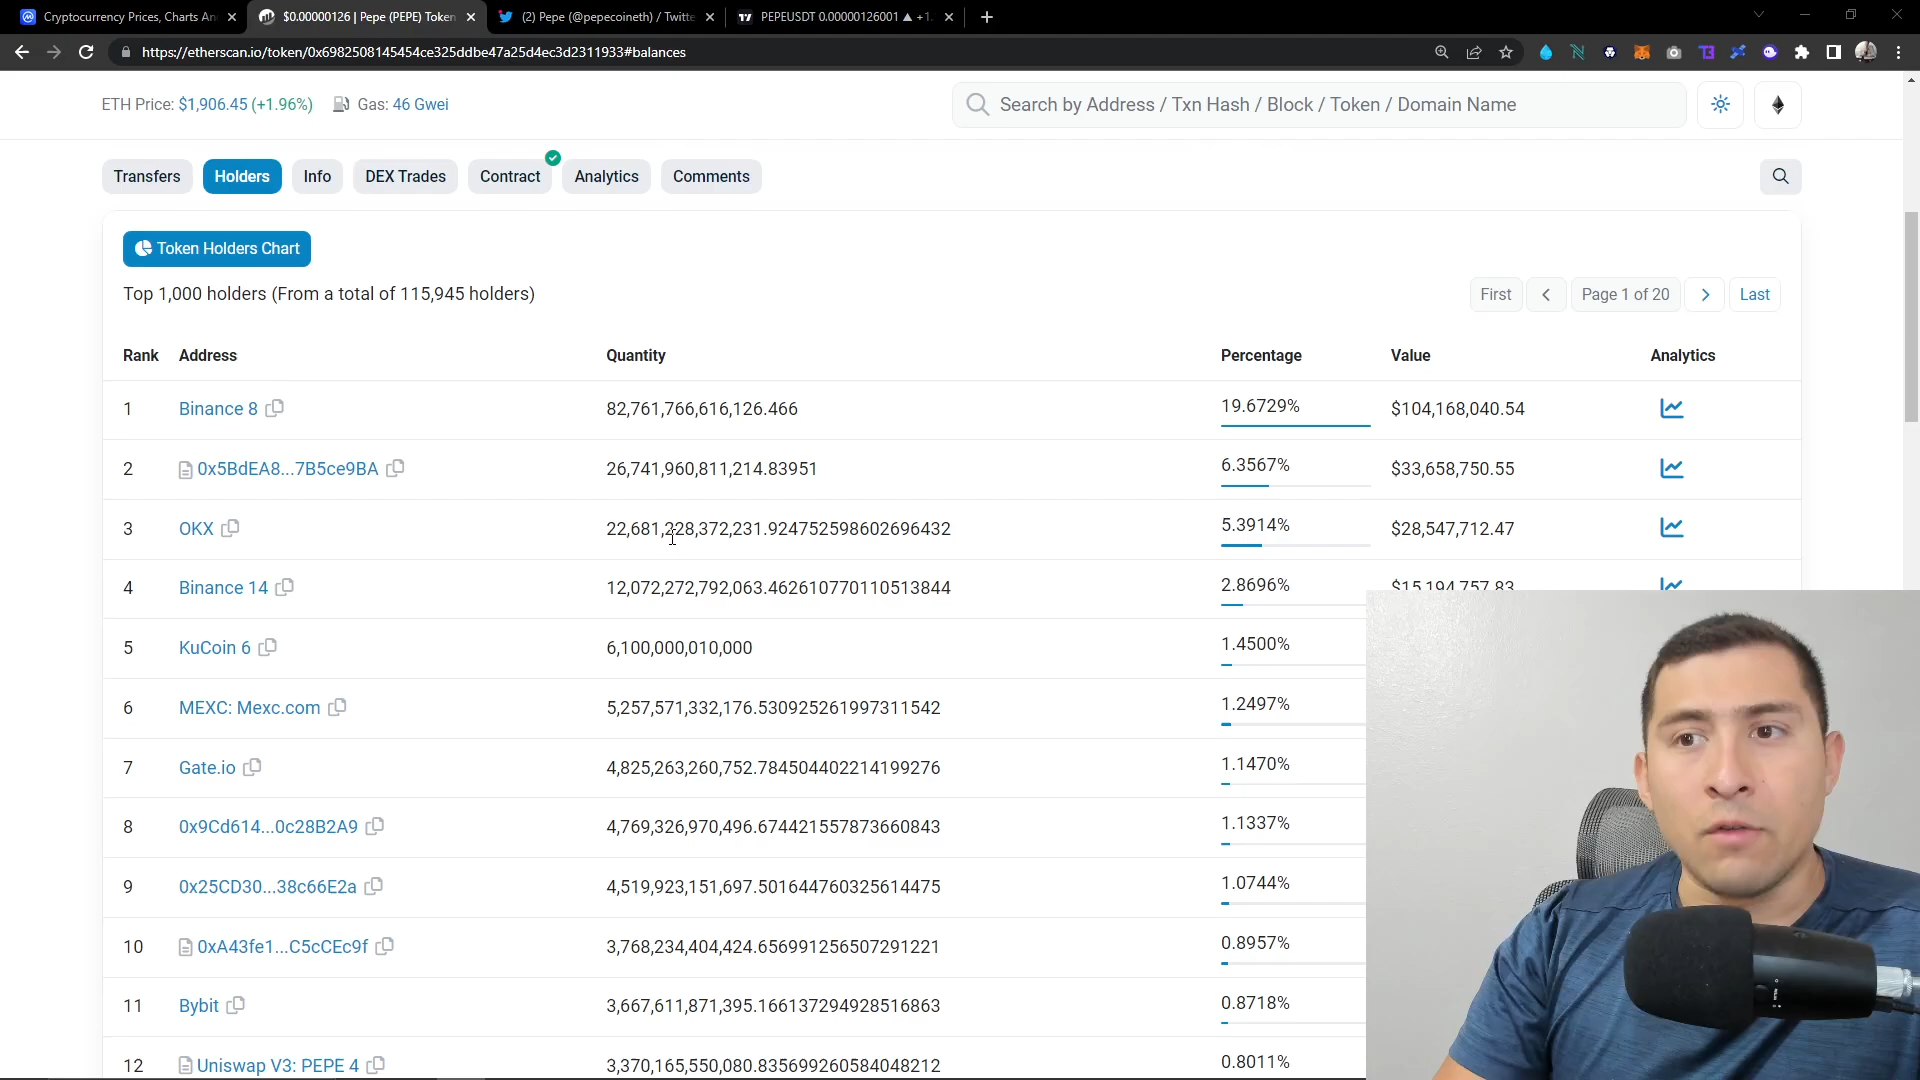 Cryptocurrency Prices, Charts An
$0.00000126 | Pepe (PEPE) Token
(2) Pepe (@pepecoineth) / Twitte
PEPEUSDT 0.00000126001 ▲ +1.
https://etherscan.io/token/0x6982508145454ce325ddbe47a25d4ec3d2311933#balances
ETH Price: $1,906.45 (+1.96%) Gas: 46 Gwei
Search by Address / Txn Hash / Block / Token / Domain Name
Transfers Holders Info DEX Trades Contract Analytics Comments
Token Holders Chart
Top 1,000 holders (From a total of 115,945 holders)
First Page 1 of 20 Last
Rank Address Quantity Percentage Value Analytics
1 Binance 8 82,761,766,616,126.466 19.6729% $104,168,040.54
2 0x5BdEA8...7B5ce9BA 26,741,960,811,214.83951 6.3567% $33,658,750.55
3 OKX 22,681,228,372,231.924752598602696432 5.3914% $28,547,712.47
4 Binance 14 12,072,272,792,063.462610770110513844 2.8696% $15,194,757.83
5 KuCoin 6 6,100,000,010,000 1.4500%
6 MEXC: Mexc.com 5,257,571,332,176.530925261997311542 1.2497%
7 Gate.io 4,825,263,260,752.784504402214199276 1.1470%
8 0x9Cd614...0c28B2A9 4,769,326,970,496.674421557873660843 1.1337%
9 0x25CD30...38c66E2a 4,519,923,151,697.501644760325614475 1.0744%
10 0xA43fe1...C5cCEc9f 3,768,234,404,424.656991256507291221 0.8957%
11 Bybit 3,667,611,871,395.166137294928516863 0.8718%
12 Uniswap V3: PEPE 4 3,370,165,550,080.835699260584048212 0.8011%